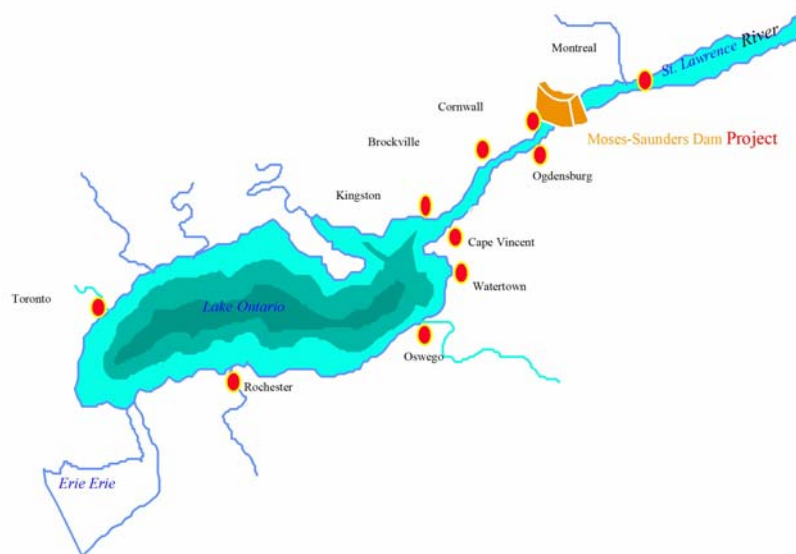 Montreal
St. Lawrence River
Cornwall
Moses-Saunders Dam Project
Brockville
Ogdensburg
Kingston
Cape Vincent
Watertown
Toronto
Lake Ontario
Oswego
Rochester
Erie Erie